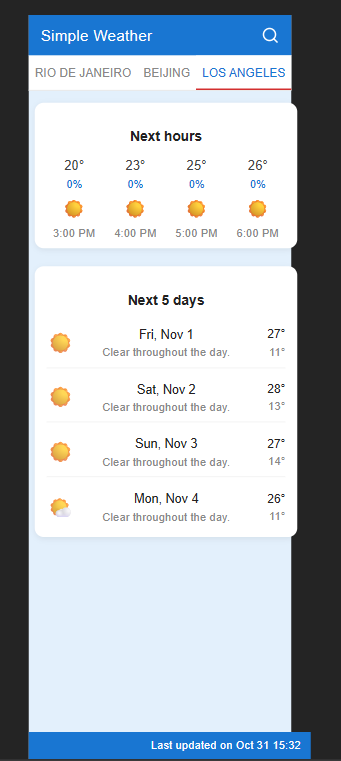 Simple Weather
RIO DE JANEIRO BEIJING LOS ANGELES
Next hours
20° 23° 25° 26°
0% 0% 0% 0%
3:00 PM 4:00 PM 5:00 PM 6:00 PM
Next 5 days
Fri, Nov 1 27°
Clear throughout the day. 11°
Sat, Nov 2 28°
Clear throughout the day. 13°
Sun, Nov 3 27°
Clear throughout the day. 14°
Mon, Nov 4 26°
Clear throughout the day. 11°
Last updated on Oct 31 15:32